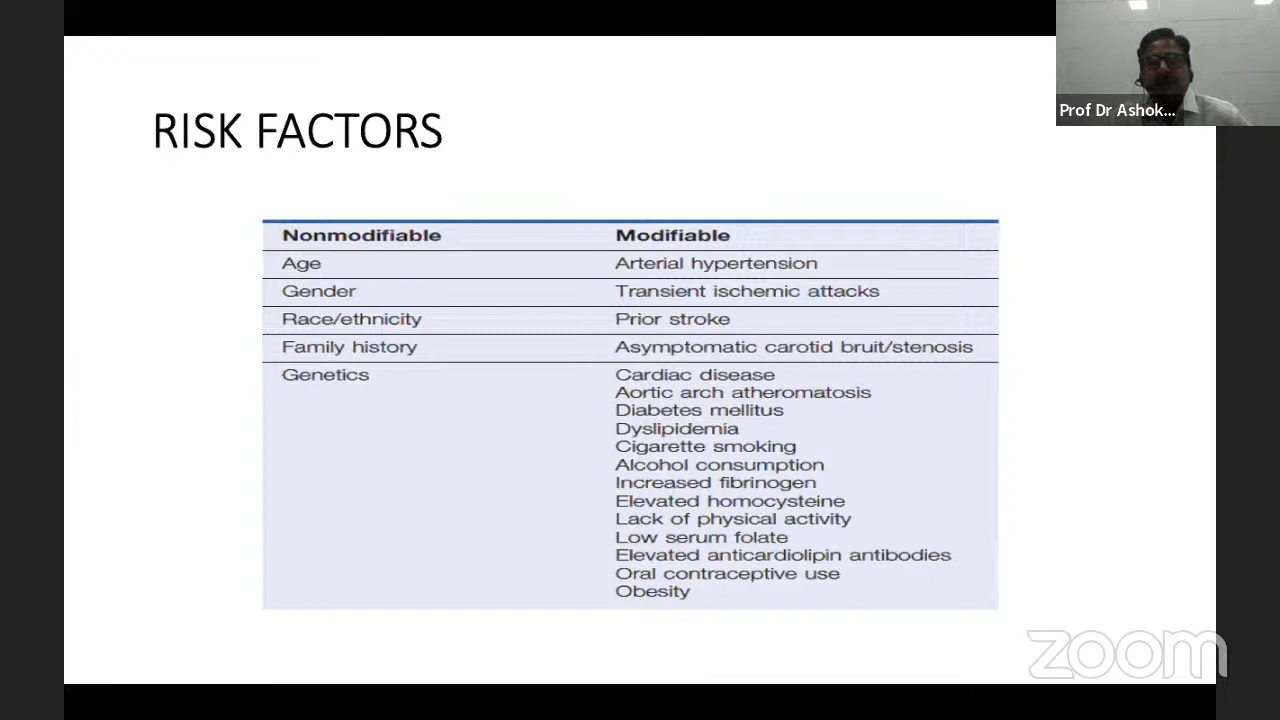 Prof Dr Ashok...
RISK FACTORS
Nonmodifiable Modifiable
Age Arterial hypertension
Gender Transient ischemic attacks
Race/ethnicity Prior stroke
Family history Asymptomatic carotid bruit/stenosis
Genetics Cardiac disease
Aortic arch atheromatosis
Diabetes mellitus
Dyslipidemia
Cigarette smoking
Alcohol consumption
Increased fibrinogen
Elevated homocysteine
Lack of physical activity
Low serum folate
Elevated anticardiolipin antibodies
Oral contraceptive use
Obesity
zoom